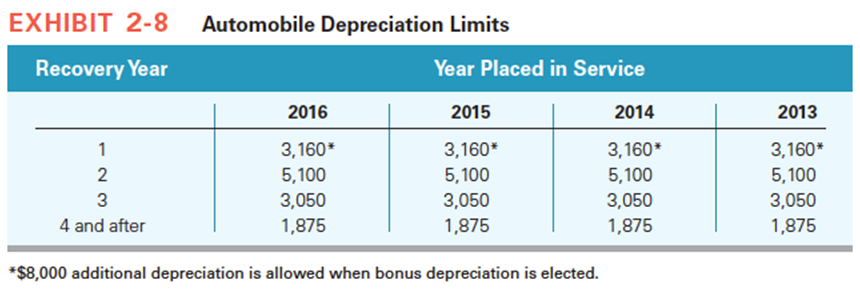 EXHIBIT 2-8 Automobile Depreciation Limits
Recovery Year Year Placed in Service
2016 2015 2014 2013
1 3,160* 3,160* 3,160* 3,160*
2 5,100 5,100 5,100 5,100
3 3,050 3,050 3,050 3,050
4 and after 1,875 1,875 1,875 1,875
*$8,000 additional depreciation is allowed when bonus depreciation is elected.